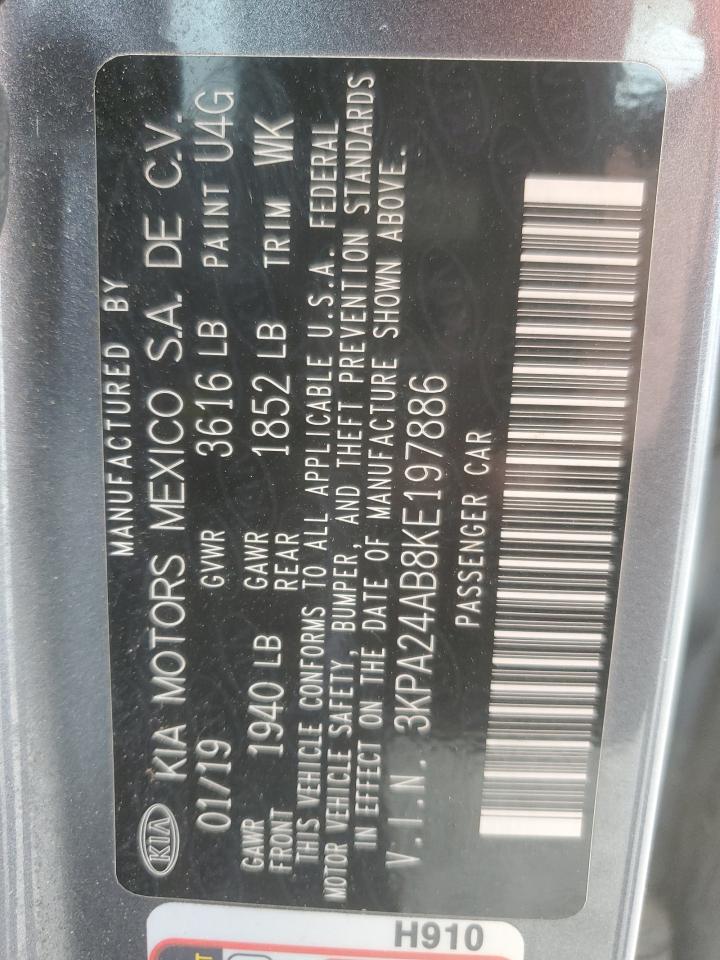 MANUFACTURED BY
KIA KIA MOTORS MEXICO S.A. DE C.V.
01/19 GVWR 3616 LB PAINT U4G
GAWR FRONT 1940 LB GAWR REAR 1852 LB TRIM WK
THIS VEHICLE CONFORMS TO ALL APPLICABLE U.S.A. FEDERAL
MOTOR VEHICLE SAFETY, BUMPER, AND THEFT PREVENTION STANDARDS
IN EFFECT ON THE DATE OF MANUFACTURE SHOWN ABOVE.
V.I.N. 3KPA24AB8KE197886
PASSENGER CAR
H910